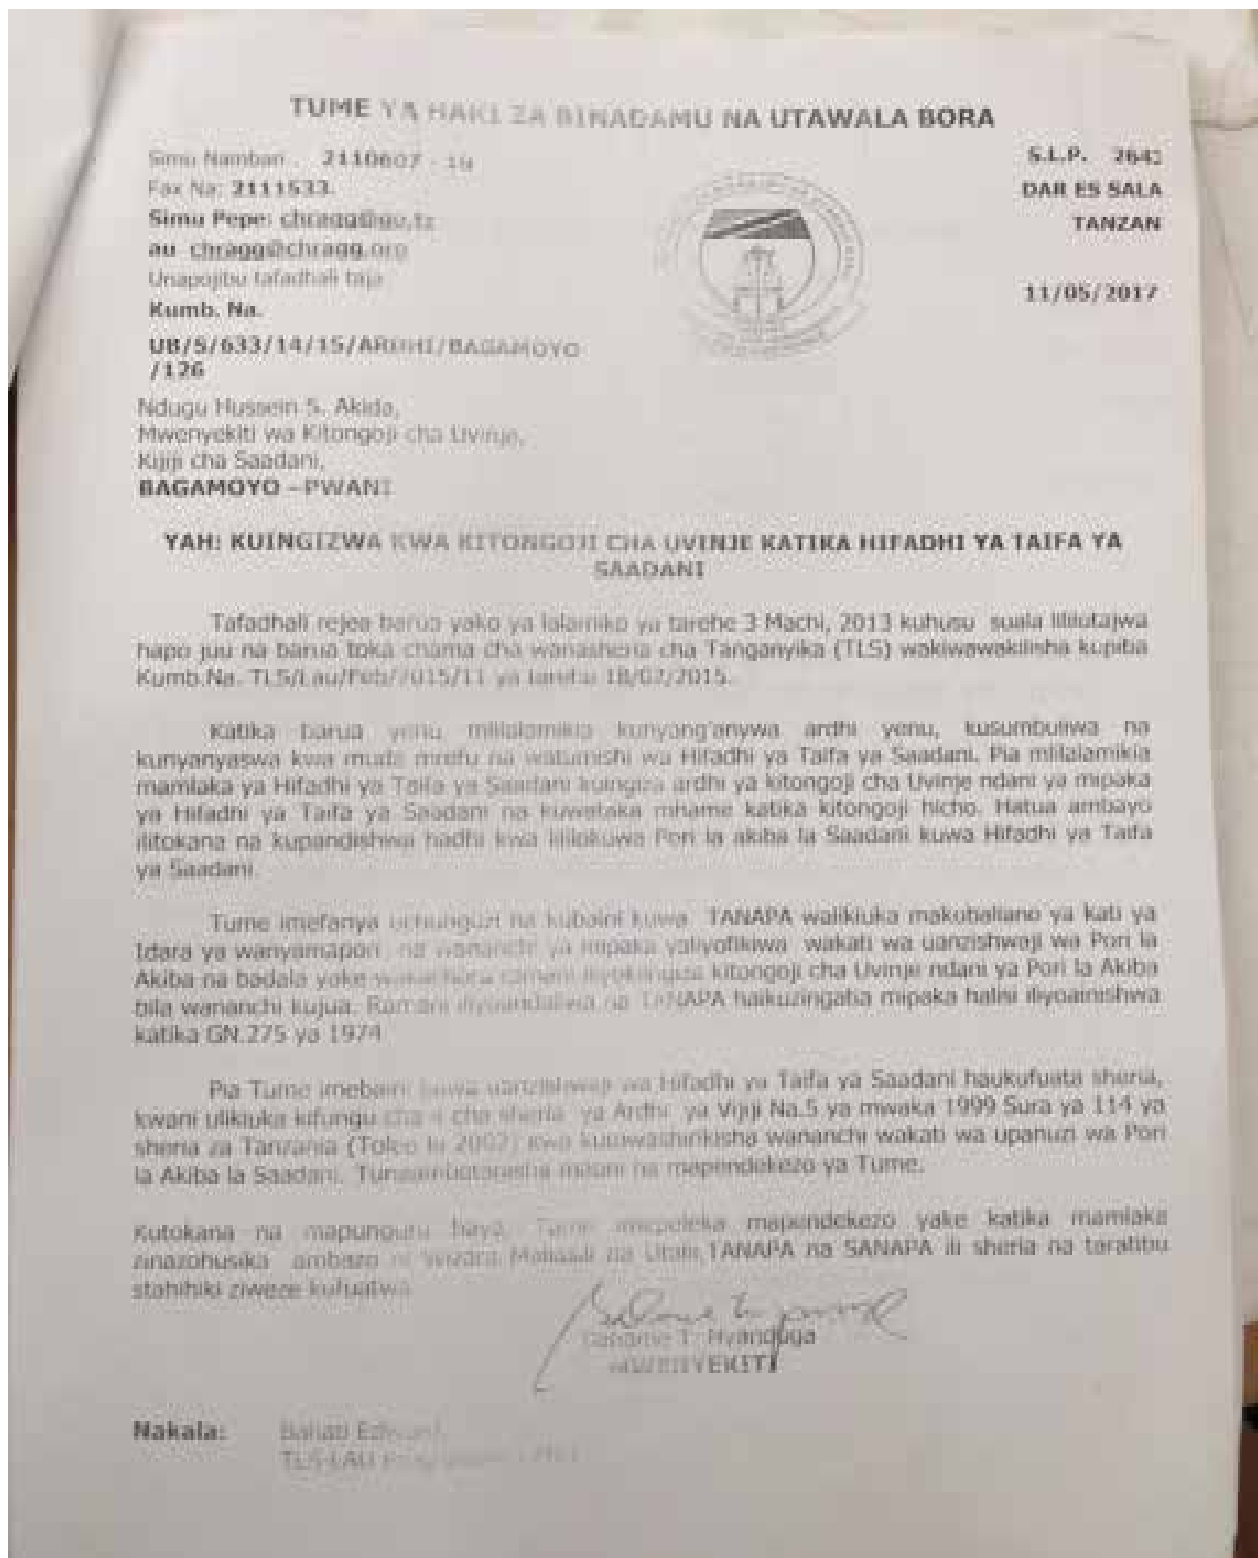 TUME YA HAKI ZA BINADAMU NA UTAWALA BORA
Simu Nambari 2110607 - 19
Fax Na: 2111533.
Simu Pepe: chragg@gu.tz
au chragg@chragg.org
Unapojibu tafadhali taja
Kumb. Na.
UB/S/633/14/15/ARDHI/BAGAMOYO
/126
S.L.P. 2643
DAR ES SALA
TANZAN
11/05/2017
Ndugu Hussein S. Akida,
Mwenyekiti wa Kitongoji cha Uvinje,
Kijiji cha Saadani,
BAGAMOYO – PWANI
YAH: KUINGIZWA KWA KITONGOJI CHA UVINJE KATIKA HIFADHI YA TAIFA YA
SAADANI
Tafadhali rejea barua yako ya lalamiko ya tarehe 3 Machi, 2013 kuhusu suala lililotajwa
hapo juu na barua toka chama cha wanasheria cha Tanganyika (TLS) wakiwawakilisha kupitia
Kumb.Na. TLS/Lau/Feb/2015/11 ya tarehe 18/02/2015.
Katika barua yenu mlilalamikia kunyang'anywa ardhi yenu, kusumbuliwa na
kunyanyaswa kwa muda mrefu na watumishi wa Hifadhi ya Taifa ya Saadani. Pia mlilalamikia
mamlaka ya Hifadhi ya Taifa ya Saadani kuingiza ardhi ya kitongoji cha Uvinje ndani ya mipaka
ya Hifadhi ya Taifa ya Saadani na kuwataka mhame katika kitongoji hicho. Hatua ambayo
ilitokana na kupandishwa hadhi kwa lililokuwa Pori la akiba la Saadani kuwa Hifadhi ya Taifa
ya Saadani.
Tume imefanya uchunguzi na kubaini kuwa TANAPA walikiuka makubaliano ya kati ya
Idara ya wanyamapori na wananchi ya mipaka yaliyofikiwa wakati wa uanzishwaji wa Pori la
Akiba na badala yake wakachora ramani iliyoingiza kitongoji cha Uvinje ndani ya Pori la Akiba
bila wananchi kujua. Ramani iliyoandaliwa na TANAPA haikuzingatia mipaka halisi iliyoainishwa
katika GN.275 ya 1974
Pia Tume imebaini kuwa uanzishwaji wa Hifadhi ya Taifa ya Saadani haukufuata sheria,
kwani ulikiuka kifungu cha cha sheria ya Ardhi ya Vijiji Na.5 ya mwaka 1999 Sura ya 114 ya
sheria za Tanzania (Toleo la 2002) kwa kutowashirikisha wananchi wakati wa upanuzi wa Pori
la Akiba la Saadani. Tunaambatanisha maoni na mapendekezo ya Tume.
Kutokana na mapungufu haya, Tume imepeleka mapendekezo yake katika mamlaka
zinazohusika ambazo ni Wizara Maliasili na Utalii,TANAPA na SANAPA ili sheria na taratibu
stahihiki ziweze kufuatwa.
T. Nyanduga
MWENYEKITI
Nakala: Bahati Edward
TLS-LAU